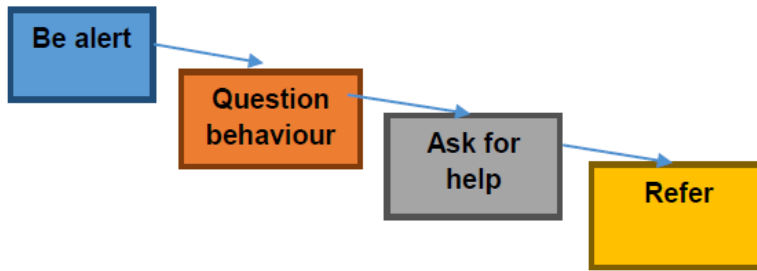 Be alert
Question
behaviour
Ask for
help
Refer